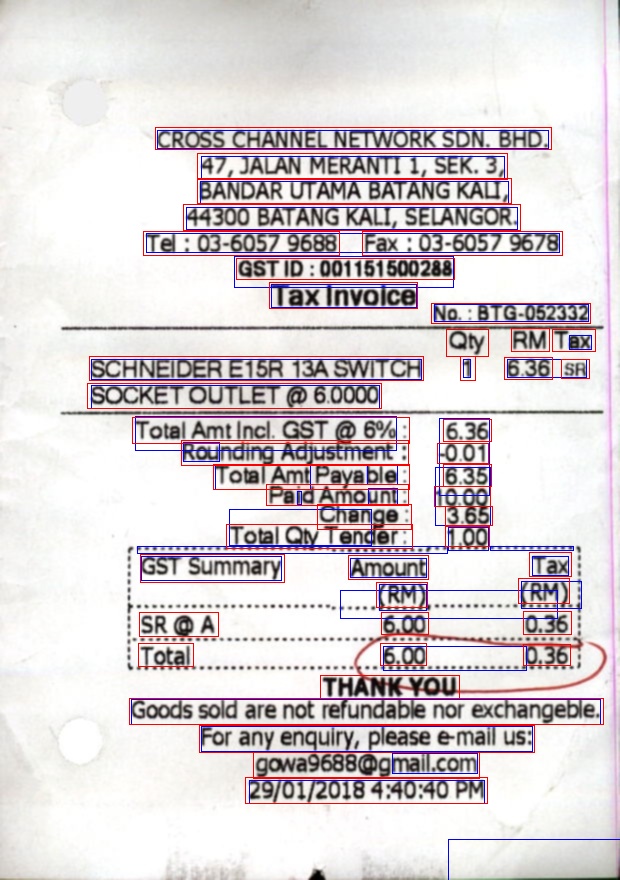 CROSS CHANNEL NETWORK SDN. BHD.
47, JALAN MERANTI 1, SEK. 3,
BANDAR UTAMA BATANG KALI,
44300 BATANG KALI, SELANGOR.
Tel : 03-6057 9688 Fax : 03-6057 9678
GST ID : 001151500288
Tax Invoice
No. : BTG-052332
Qty RM Tax
SCHNEIDER E15R 13A SWITCH 1 6.36 SR
SOCKET OUTLET @ 6.0000
Total Amt Incl. GST @ 6% : 6.36
Rounding Adjustment : -0.01
Total Amt Payable : 6.35
Paid Amount : 10.00
Change : 3.65
Total Qty Tender : 1.00
GST Summary Amount Tax
(RM) (RM)
SR @ A 6.00 0.36
Total 6.00 0.36
THANK YOU
Goods sold are not refundable nor exchangeble.
For any enquiry, please e-mail us:
gowa9688@gmail.com
29/01/2018 4:40:40 PM